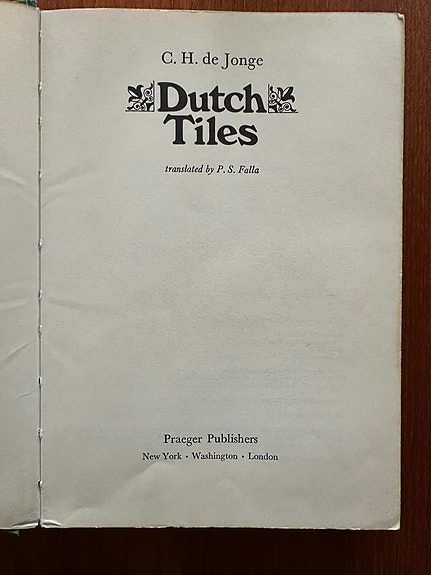 C. H. de Jonge
Dutch
Tiles
translated by P. S. Falla
Praeger Publishers
New York • Washington • London